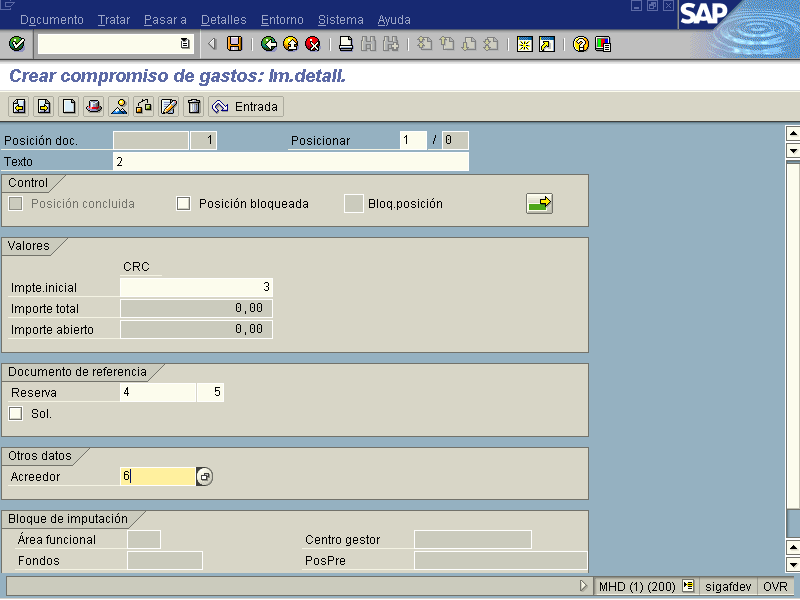 Documento Tratar Pasar a Detalles Entorno Sistema Ayuda
SAP
Crear compromiso de gastos: Im.detall.
Entrada
Posición doc. 1 Posicionar 1 / 0
Texto 2
Control
Posición concluida Posición bloqueada Bloq.posición
Valores
CRC
Impte.inicial 3
Importe total 0,00
Importe abierto 0,00
Documento de referencia
Reserva 4 5
Sol.
Otros datos
Acreedor 6
Bloque de imputación
Área funcional Centro gestor
Fondos PosPre
MHD (1) (200) sigafdev OVR